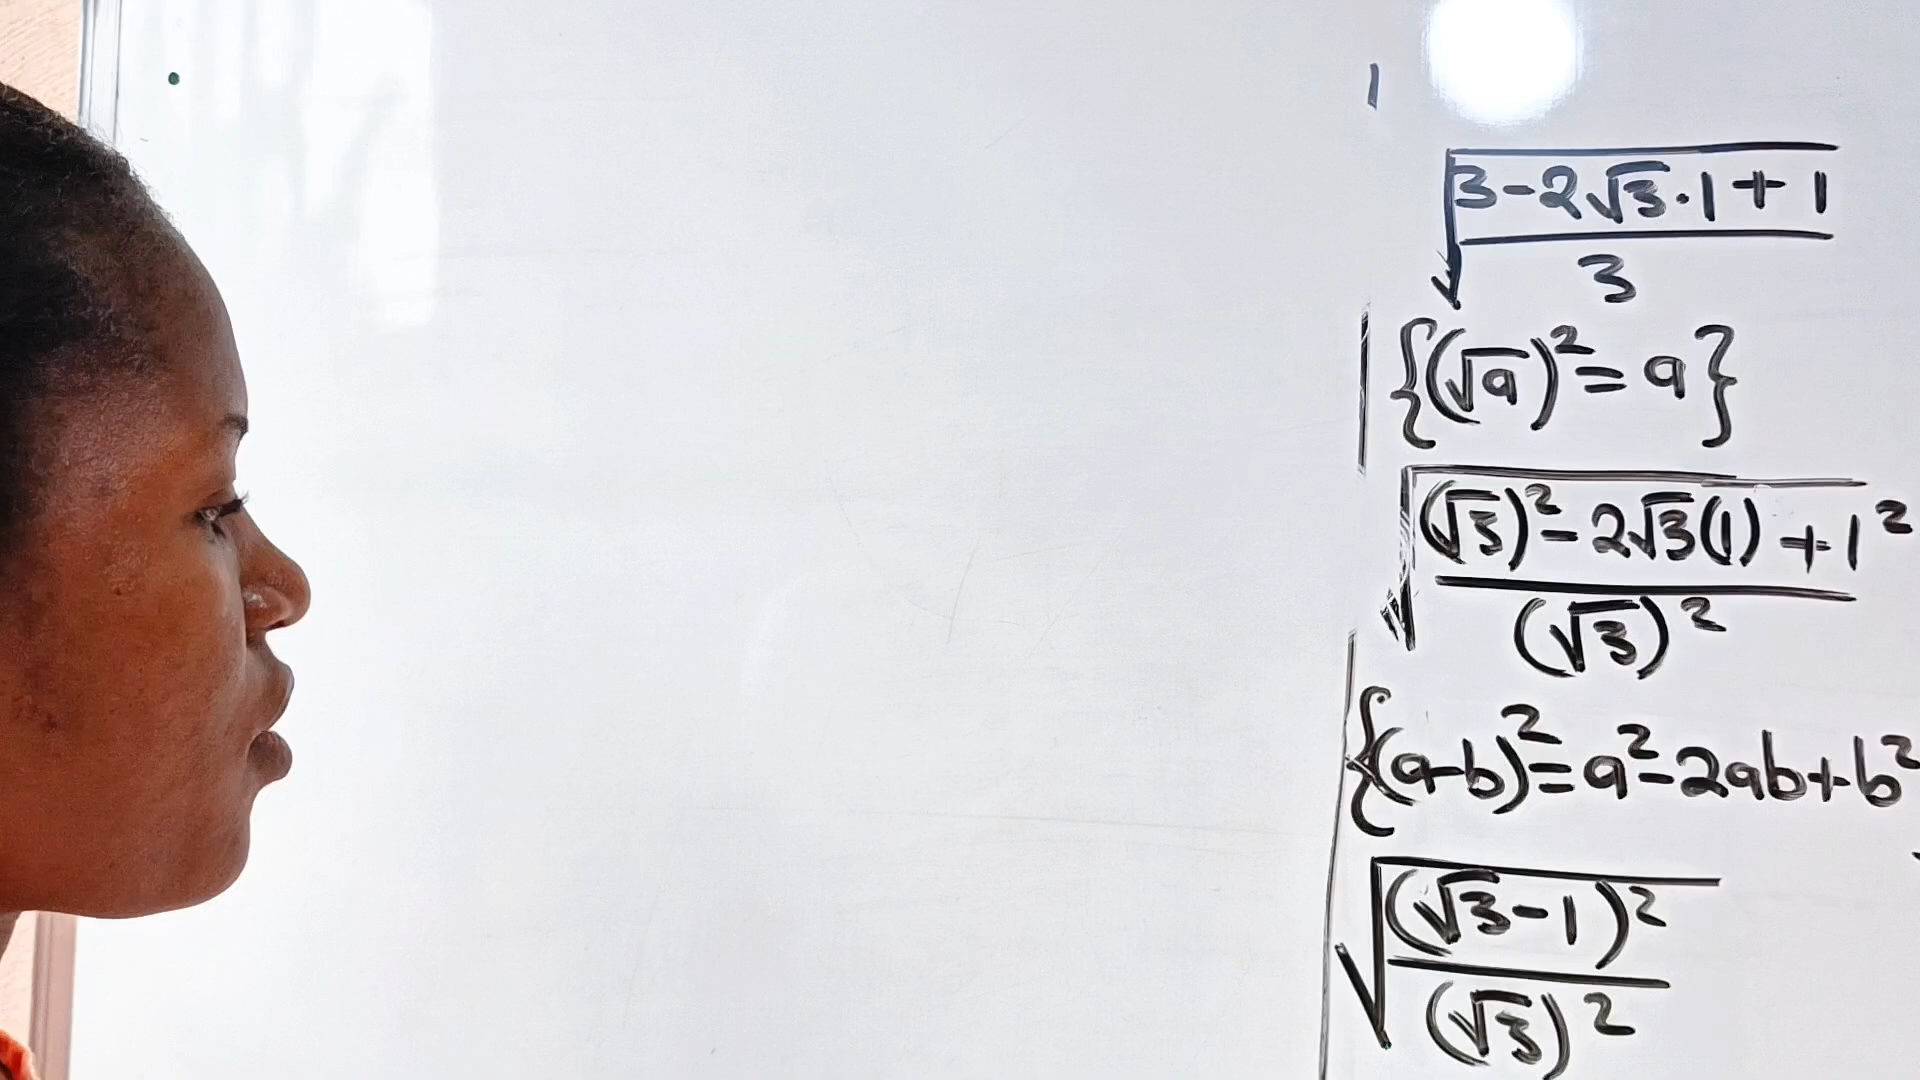 √((3-2√3·1+1)/3)
{(√a)²=a}
√(((√3)²-2√3(1)+1²)/(√3)²)
{(a-b)²=a²-2ab+b²
√((√3-1)²/(√3)²)